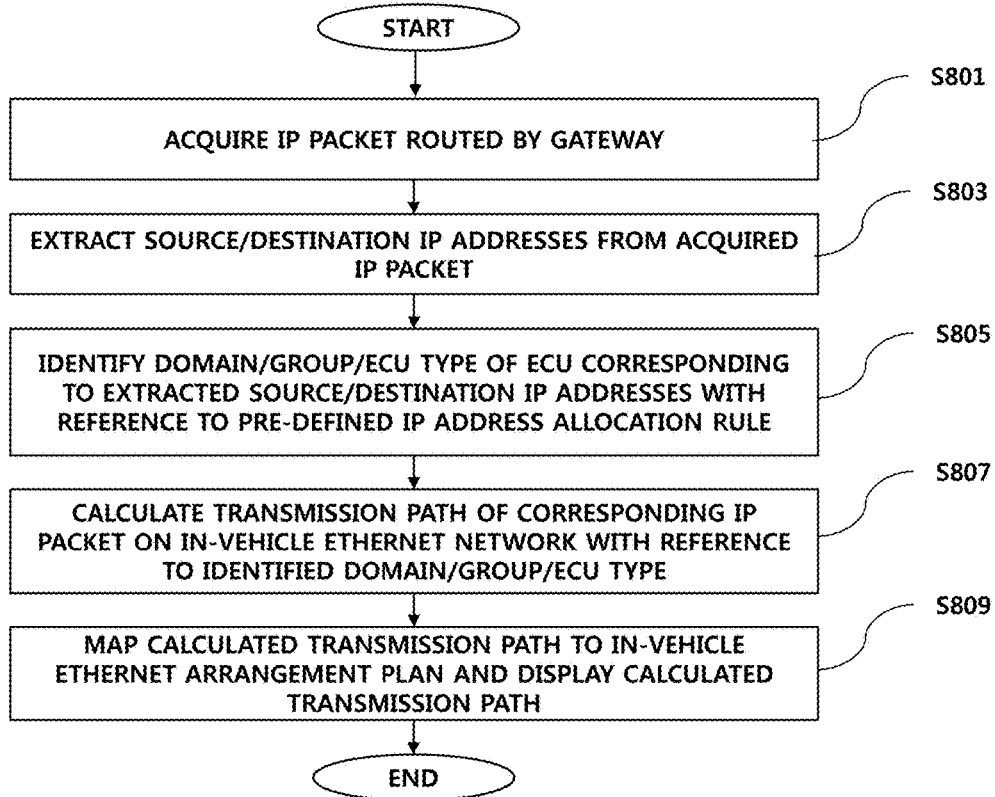 START
S801
ACQUIRE IP PACKET ROUTED BY GATEWAY
S803
EXTRACT SOURCE/DESTINATION IP ADDRESSES FROM ACQUIRED
IP PACKET
S805
IDENTIFY DOMAIN/GROUP/ECU TYPE OF ECU CORRESPONDING
TO EXTRACTED SOURCE/DESTINATION IP ADDRESSES WITH
REFERENCE TO PRE-DEFINED IP ADDRESS ALLOCATION RULE
S807
CALCULATE TRANSMISSION PATH OF CORRESPONDING IP
PACKET ON IN-VEHICLE ETHERNET NETWORK WITH REFERENCE
TO IDENTIFIED DOMAIN/GROUP/ECU TYPE
S809
MAP CALCULATED TRANSMISSION PATH TO IN-VEHICLE
ETHERNET ARRANGEMENT PLAN AND DISPLAY CALCULATED
TRANSMISSION PATH
END